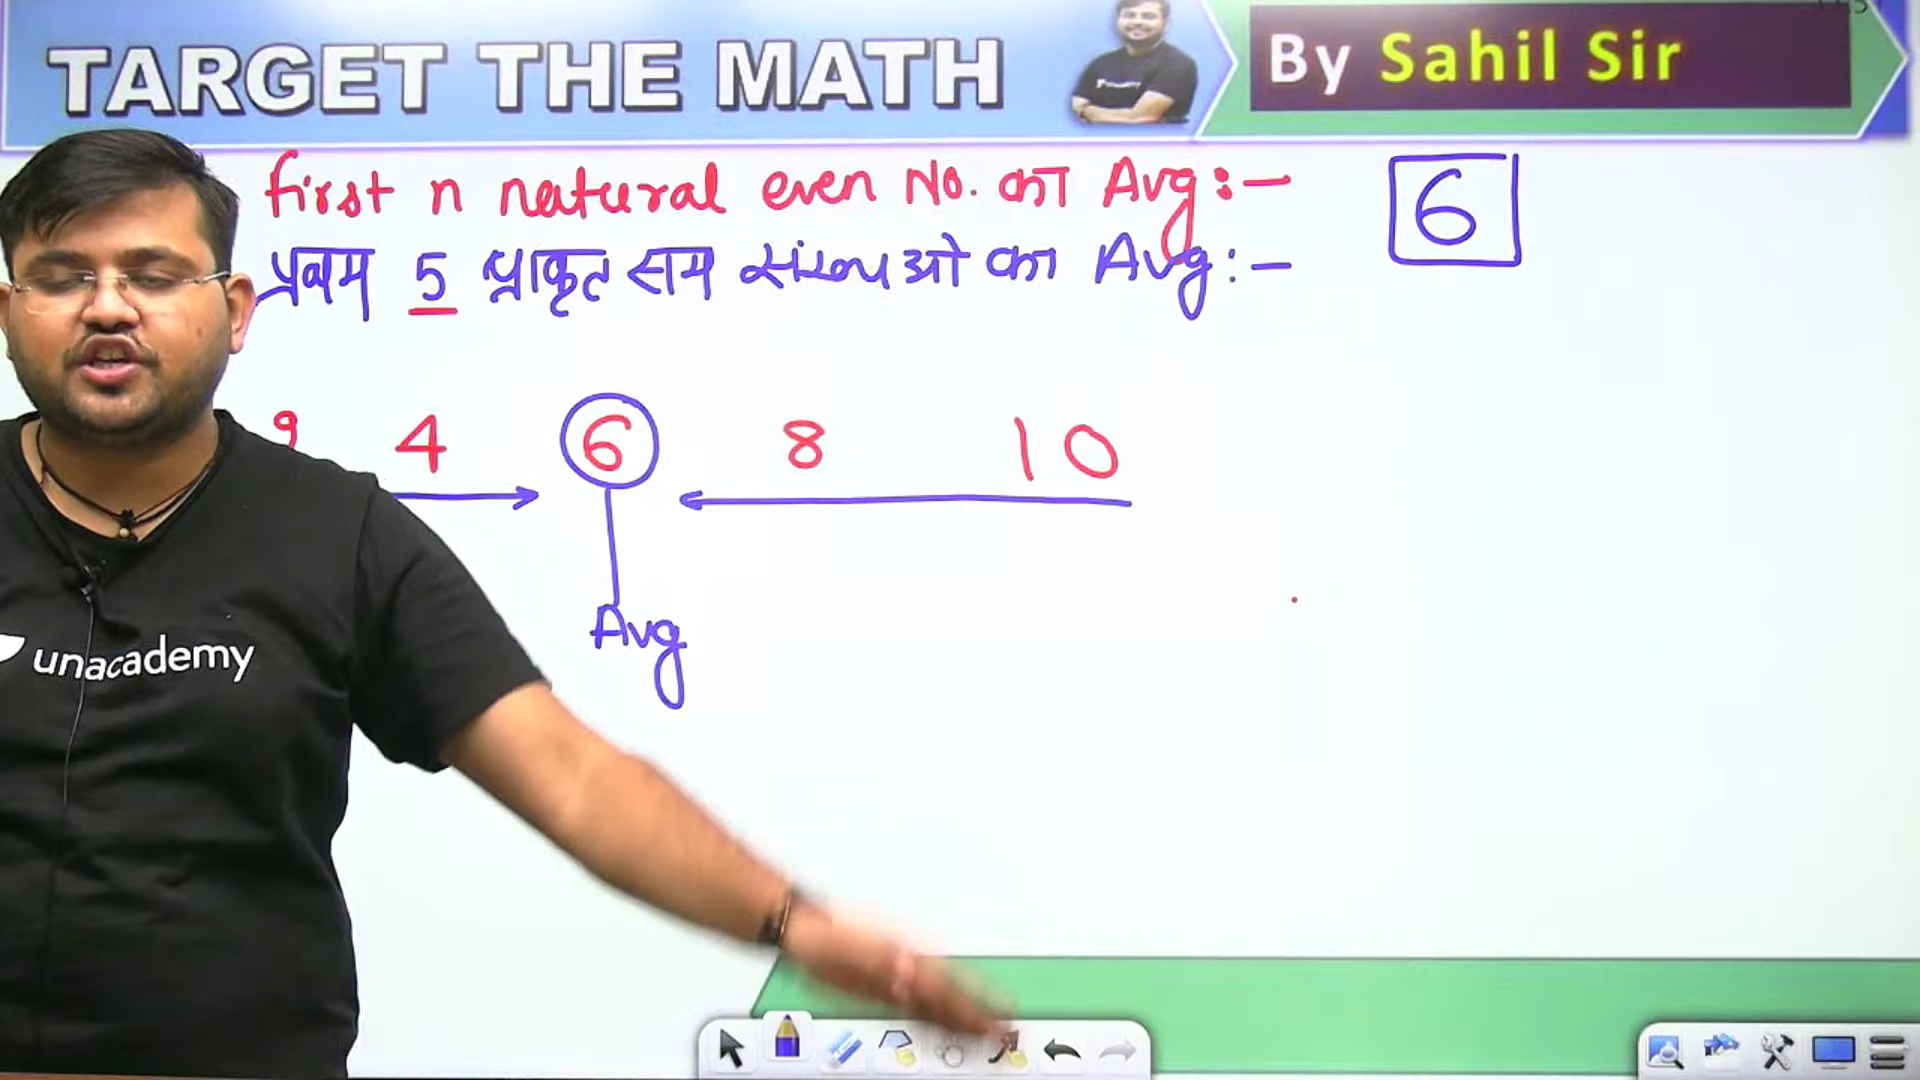 TARGET THE MATH
By Sahil Sir
first n natural even No. का Avg :-
6
प्रथम 5 प्राकृत सम संख्याओ का Avg :-
4 6 8 10
Avg
unacademy